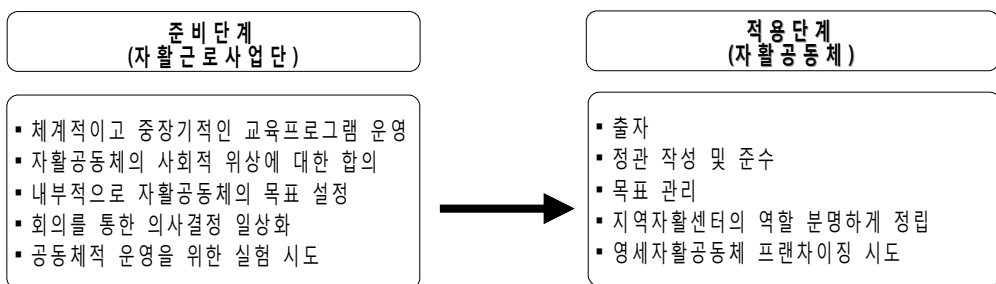 준비단계
(자활근로사업단)
▪ 체계적이고 중장기적인 교육프로그램 운영
▪ 자활공동체의 사회적 위상에 대한 합의
▪ 내부적으로 자활공동체의 목표 설정
▪ 회의를 통한 의사결정 일상화
▪ 공동체적 운영을 위한 실험 시도
적용단계
(자활공동체)
▪ 출자
▪ 정관 작성 및 준수
▪ 목표 관리
▪ 지역자활센터의 역할 분명하게 정립
▪ 영세자활공동체 프랜차이징 시도